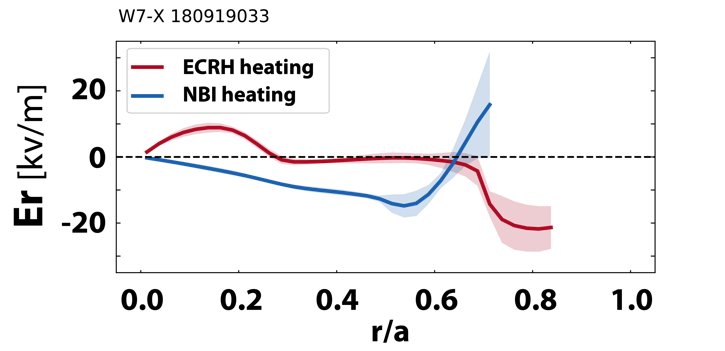 W7-X 180919033
ECRH heating
NBI heating
Er [kv/m]
20
0
-20
0.0 0.2 0.4 0.6 0.8 1.0
r/a